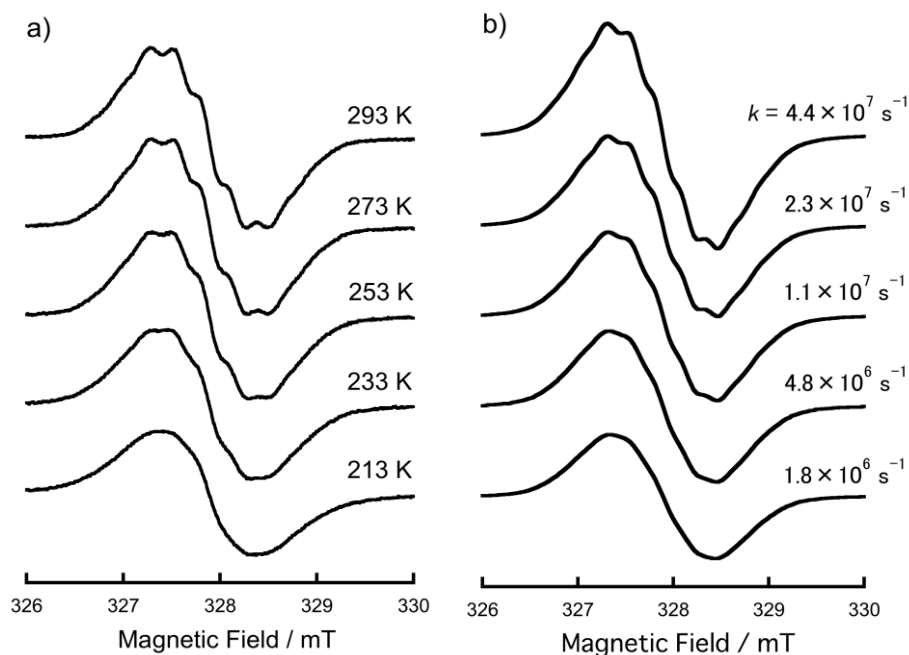 a)
293 K
273 K
253 K
233 K
213 K
326 327 328 329 330
Magnetic Field / mT
b)
k = 4.4 × 10⁷ s⁻¹
2.3 × 10⁷ s⁻¹
1.1 × 10⁷ s⁻¹
4.8 × 10⁶ s⁻¹
1.8 × 10⁶ s⁻¹
326 327 328 329 330
Magnetic Field / mT